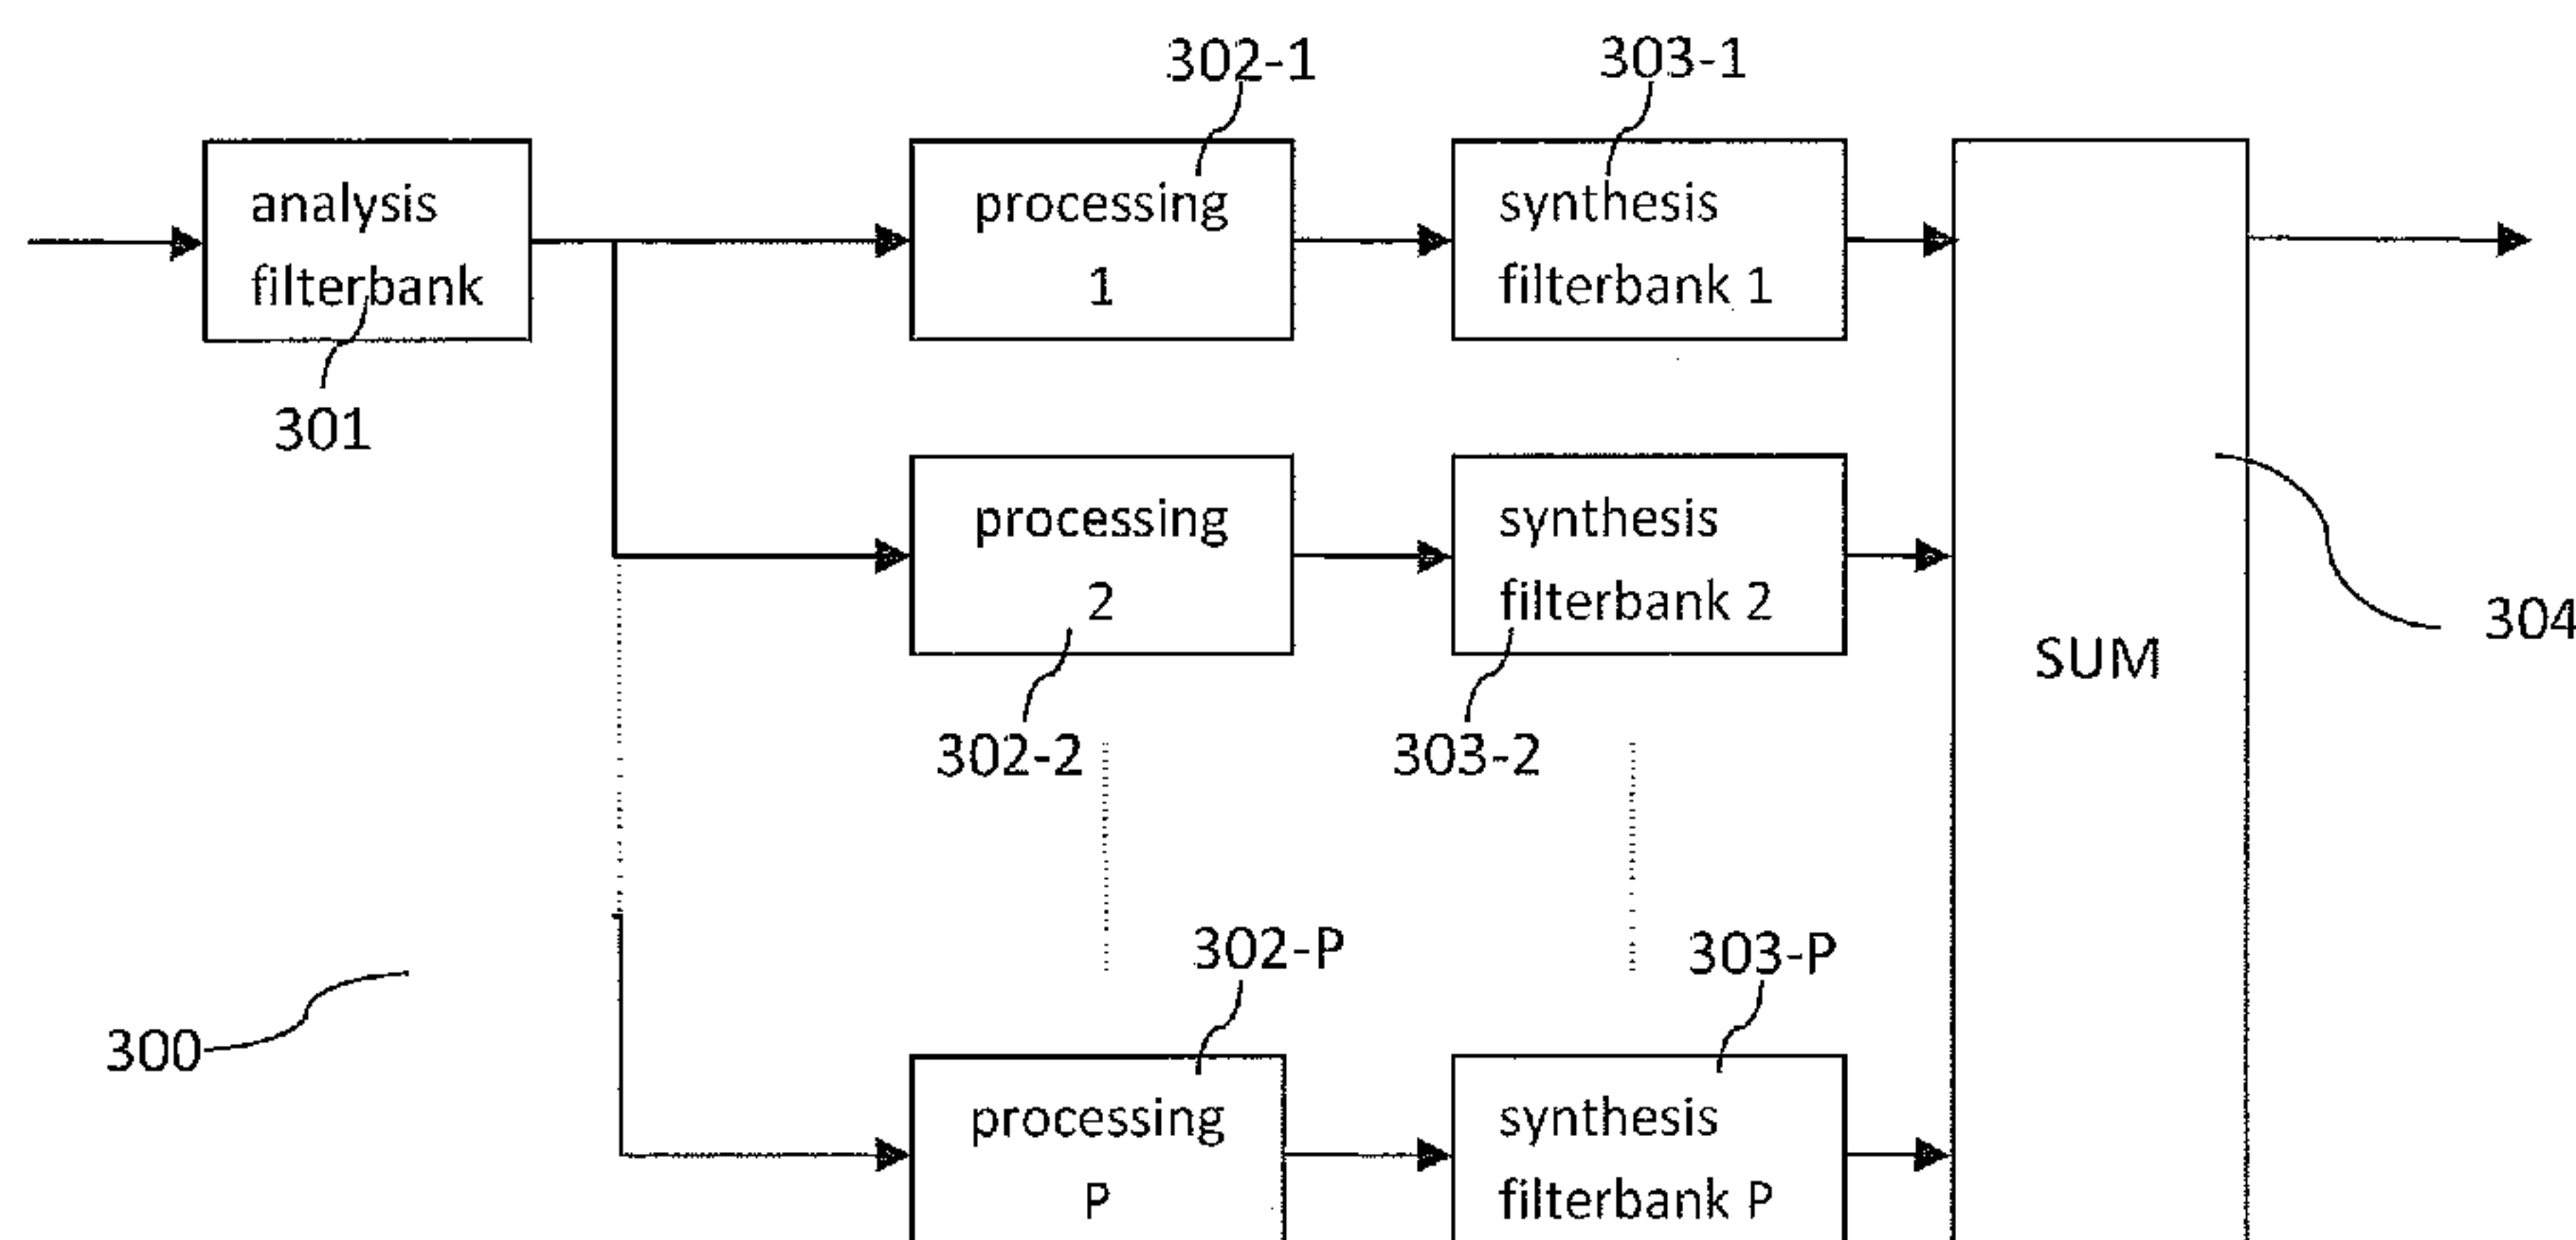 302-1
303-1
analysis
filterbank
301
processing
1
synthesis
filterbank 1
processing
2
synthesis
filterbank 2
302-2
303-2
SUM
304
300
302-P
303-P
processing
P
synthesis
filterbank P